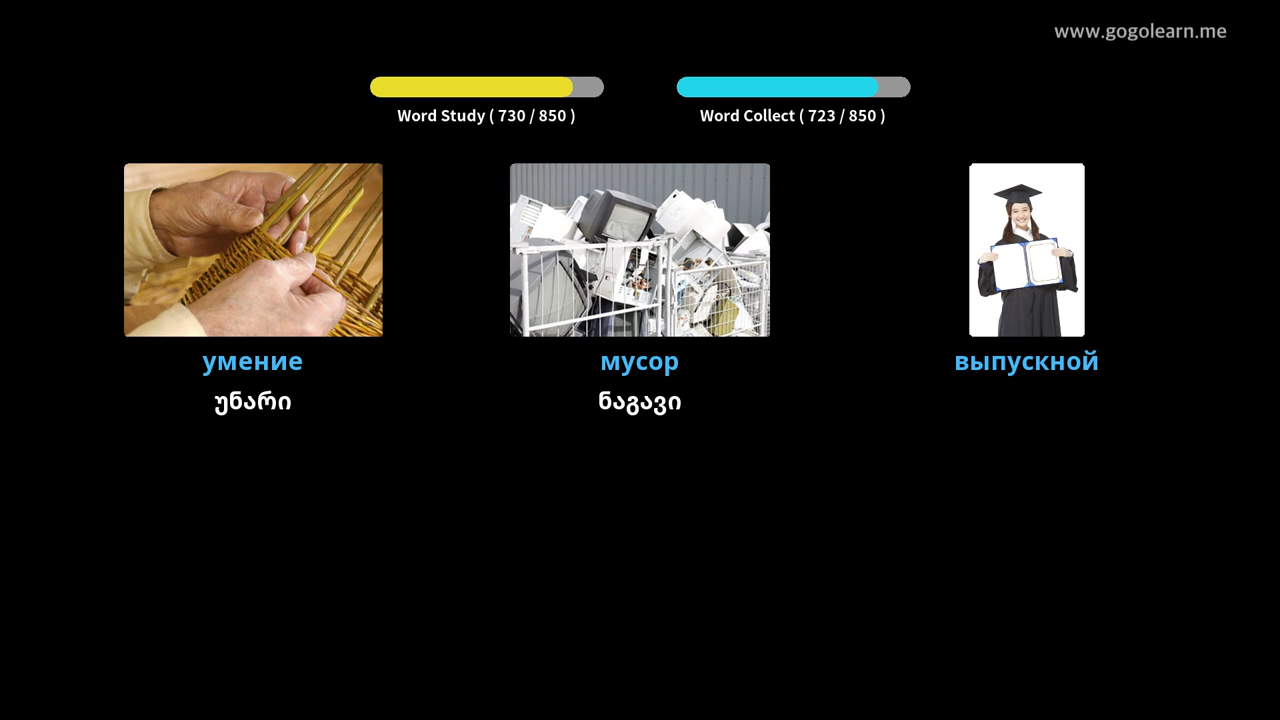 www.gogolearn.me
Word Study ( 730 / 850 )
Word Collect ( 723 / 850 )
умение
мусор
выпускной
უნარი
ნაგავი